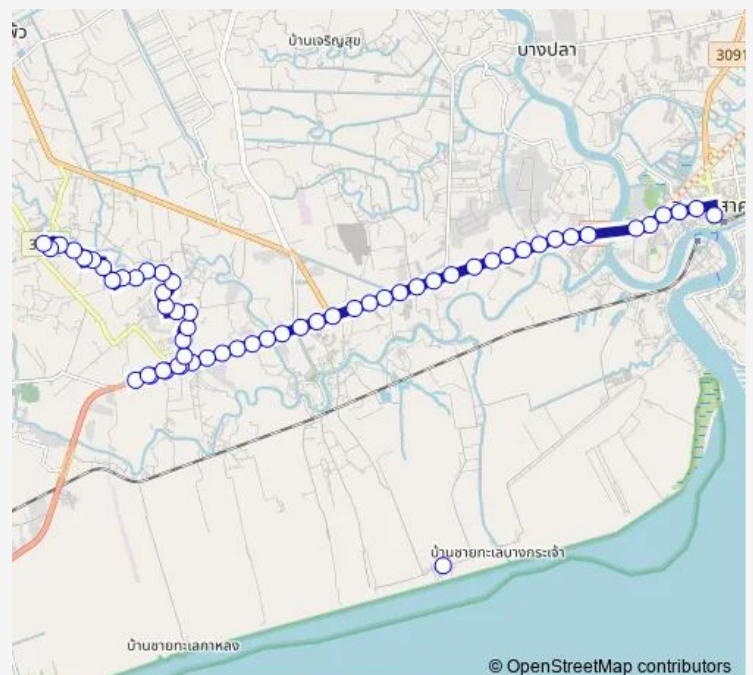 บ้านเจริญสุข
บางปลา
3091
บ้านชายทะเลบางกระเจ้า
บ้านชายทะเลกาหลง
© OpenStreetMap contributors